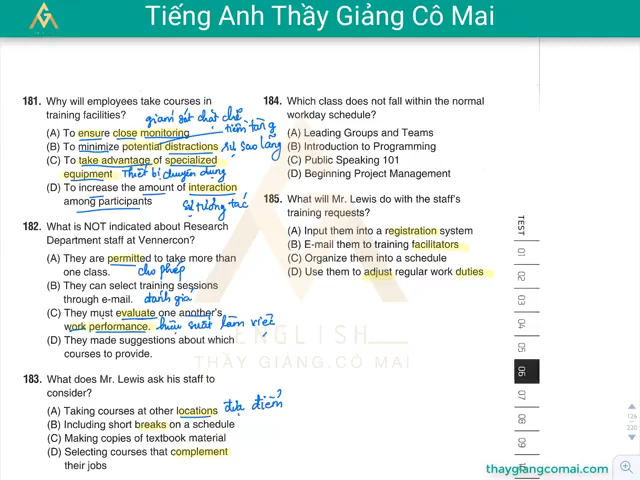 Tiếng Anh Thầy Giảng Cô Mai
181. Why will employees take courses in
training facilities?
giám sát chặt chẽ
(A) To ensure close monitoring
tiềm tàng
(B) To minimize potential distractions
sự sao lãng
(C) To take advantage of specialized
equipment
thiết bị chuyên dụng
(D) To increase the amount of interaction
among participants
sự tương tác
182. What is NOT indicated about Research
Department staff at Vennercon?
(A) They are permitted to take more than
one class.
cho phép
(B) They can select training sessions
through e-mail.
đánh giá
(C) They must evaluate one another's
work performance.
hiệu suất làm việc
(D) They made suggestions about which
courses to provide.
183. What does Mr. Lewis ask his staff to
consider?
(A) Taking courses at other locations
địa điểm
(B) Including short breaks on a schedule
(C) Making copies of textbook material
(D) Selecting courses that complement
their jobs
184. Which class does not fall within the normal
workday schedule?
(A) Leading Groups and Teams
(B) Introduction to Programming
(C) Public Speaking 101
(D) Beginning Project Management
185. What will Mr. Lewis do with the staff's
training requests?
(A) Input them into a registration system
(B) E-mail them to training facilitators
(C) Organize them into a schedule
(D) Use them to adjust regular work duties
TEST
01
02
03
04
05
06
07
08
09
10
126
220
ENGLISH
THẦY GIẢNG.CÔ MAI
thaygiangcomai.com